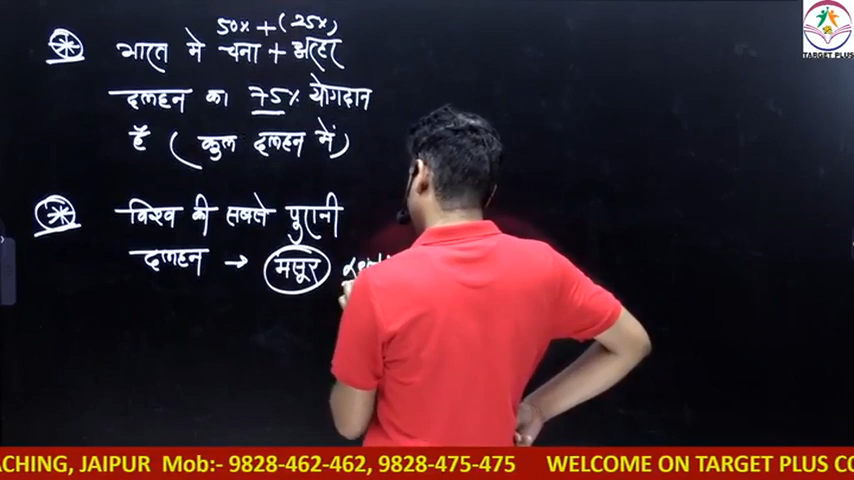 50% + (25%)
भारत में चना + अरहर
दलहन का 75% योगदान
हैं (कुल दलहन में)
विश्व की सबसे पुरानी
दलहन → मसूर
TARGET PLUS
ACHING, JAIPUR Mob:- 9828-462-462, 9828-475-475 WELCOME ON TARGET PLUS CO